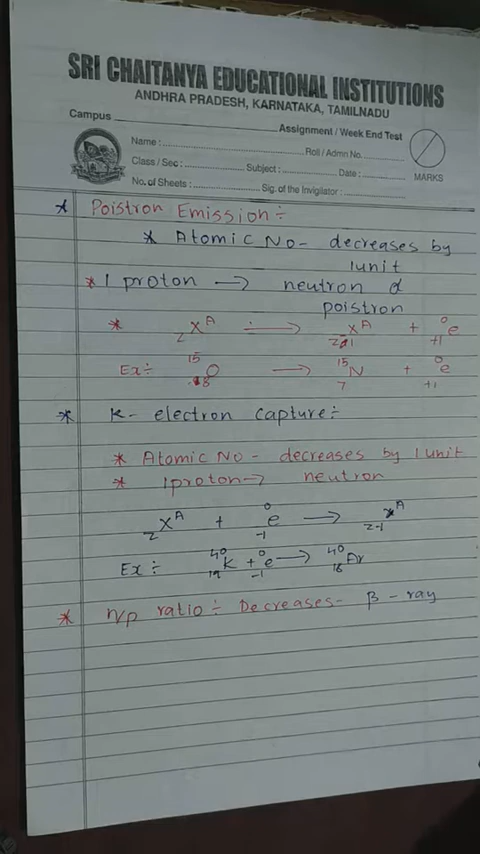 SRI CHAITANYA EDUCATIONAL INSTITUTIONS
ANDHRA PRADESH, KARNATAKA, TAMILNADU
Campus
Assignment / Week End Test
Name : Roll / Admn No.
Class / Sec : Subject : Date :
MARKS
No. of Sheets : Sig. of the Invigilator :
* Poistron Emission ÷
* Atomic No- decreases by
1unit
* 1 proton → neutron &
poistron
* ZX^A ÷→ Z-1X^A + 0+1e
Ex÷ 15 8O → 15 7N + 0+1e
* K- electron capture÷
* Atomic No- decreases by 1 unit
* 1proton→ neutron
ZX^A + 0-1e → Z-1X^A
Ex÷ 40 19K + 0-1e → 40 18Ar
* n/p ratio ÷ Decreases- β-ray